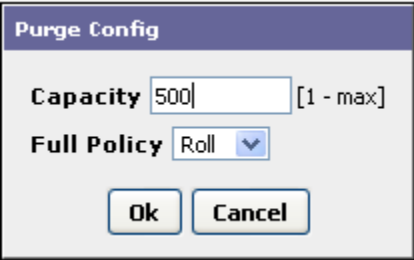 Purge Config
Capacity 500 [1 - max]
Full Policy Roll
Ok Cancel